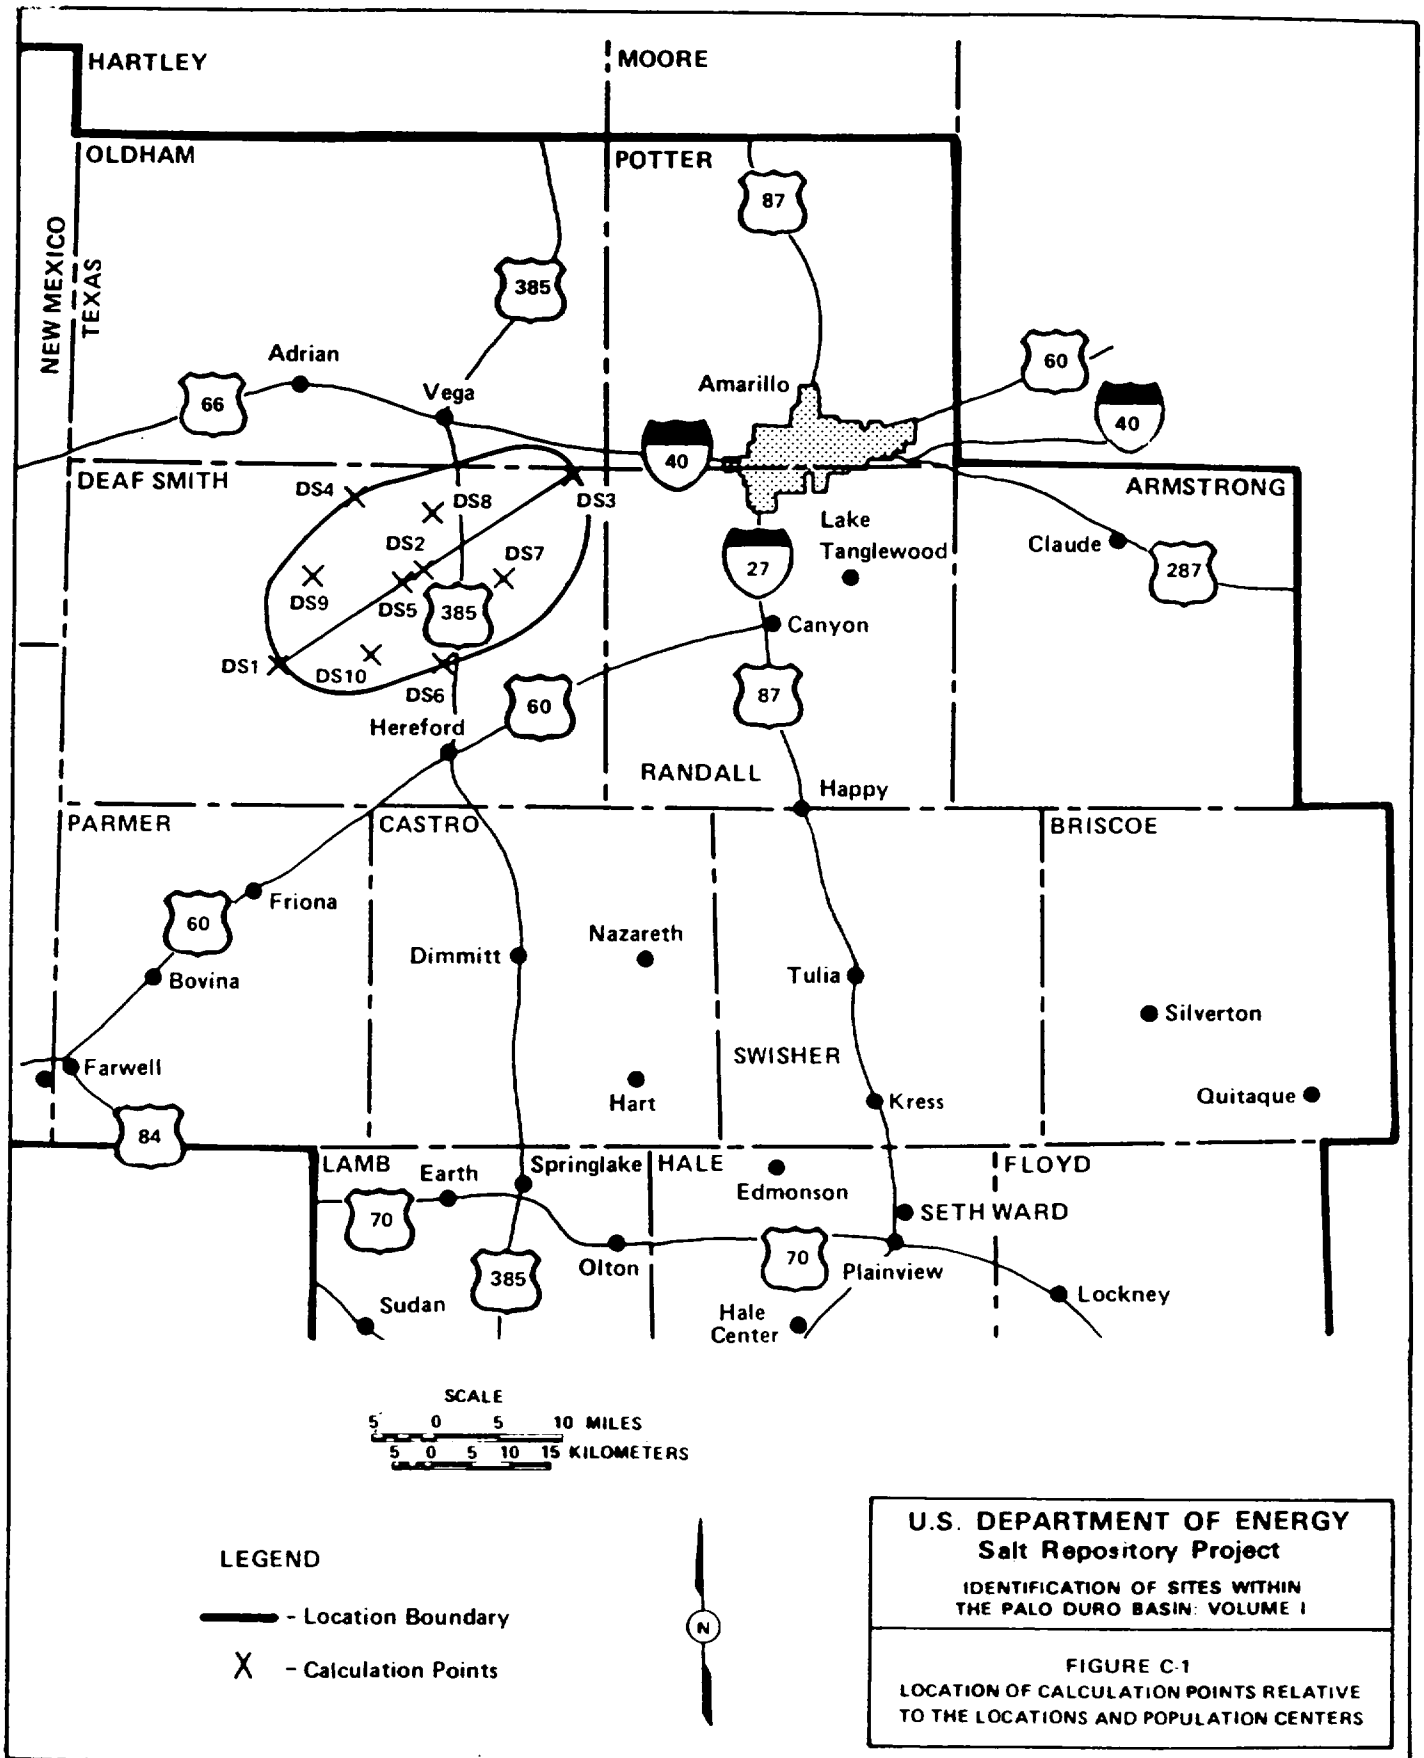 HARTLEY
MOORE
OLDHAM
POTTER
87
NEW MEXICO
TEXAS
385
Adrian
60
66
Vega
Amarillo
40
40
DEAF SMITH
DS4
DS8
DS3
ARMSTRONG
DS2
DS7
Lake
Tanglewood
Claude
287
27
DS9
DS5
385
Canyon
DS1
DS10
DS6
60
87
Hereford
RANDALL
Happy
PARMER
CASTRO
BRISCOE
Friona
60
Nazareth
Dimmitt
Tulia
Bovina
Silverton
SWISHER
Farwell
Hart
Kress
Quitaque
84
LAMB
Earth
Springlake
HALE
Edmonson
FLOYD
70
SETH WARD
70
Olton
385
Plainview
Lockney
Sudan
Hale
Center
SCALE
5 0 5 10 MILES
5 0 5 10 15 KILOMETERS
LEGEND
- Location Boundary
X - Calculation Points
N
U.S. DEPARTMENT OF ENERGY
Salt Repository Project
IDENTIFICATION OF SITES WITHIN
THE PALO DURO BASIN: VOLUME I
FIGURE C-1
LOCATION OF CALCULATION POINTS RELATIVE
TO THE LOCATIONS AND POPULATION CENTERS